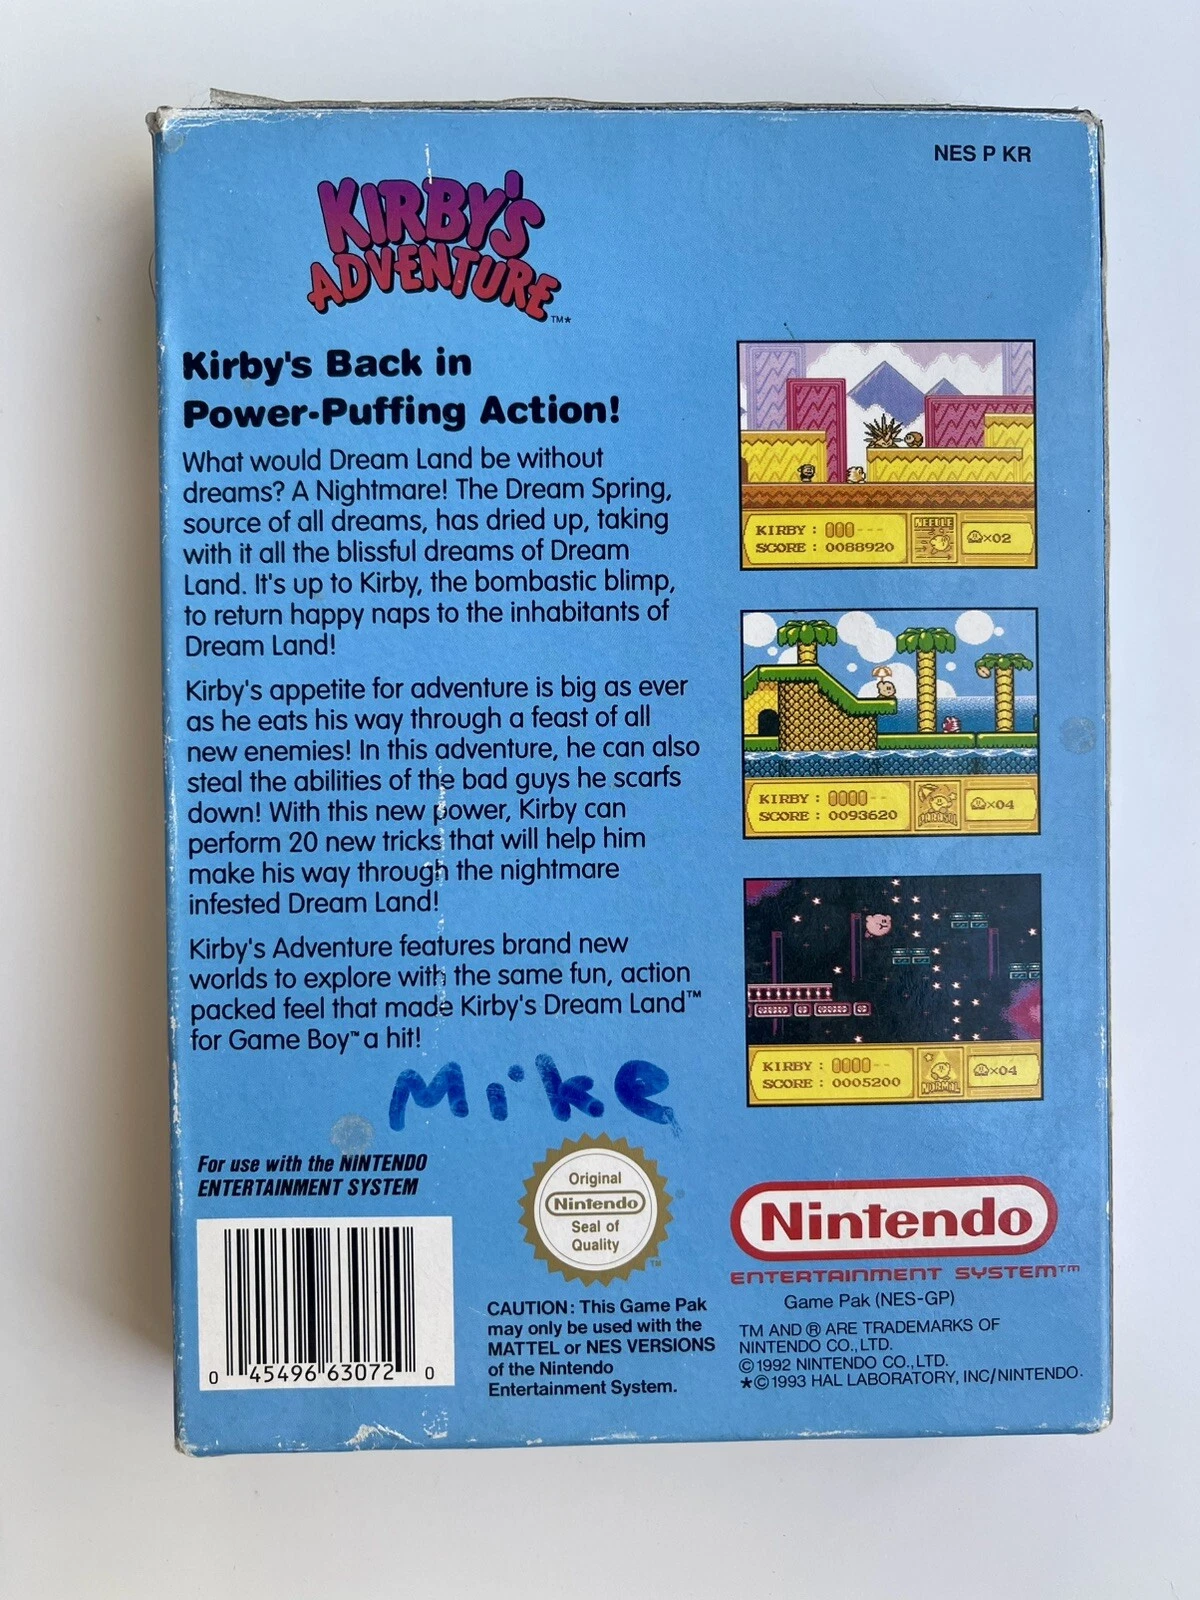 NES P KR
KIRBY'S
ADVENTURE
TM*
Kirby's Back in
Power-Puffing Action!
What would Dream Land be without
dreams? A Nightmare! The Dream Spring,
source of all dreams, has dried up, taking
with it all the blissful dreams of Dream
Land. It's up to Kirby, the bombastic blimp,
to return happy naps to the inhabitants of
Dream Land!
Kirby's appetite for adventure is big as ever
as he eats his way through a feast of all
new enemies! In this adventure, he can also
steal the abilities of the bad guys he scarfs
down! With this new power, Kirby can
perform 20 new tricks that will help him
make his way through the nightmare
infested Dream Land!
Kirby's Adventure features brand new
worlds to explore with the same fun, action
packed feel that made Kirby's Dream Land™
for Game Boy™ a hit!
Mike
KIRBY :
SCORE : 0088920
NEEDLE
×02
KIRBY :
SCORE : 0093620
PARASOL
×04
KIRBY :
SCORE : 0005200
NORMAL
×04
For use with the NINTENDO
ENTERTAINMENT SYSTEM
0 45496 63072 0
Original
Nintendo
Seal of
Quality
TM
CAUTION: This Game Pak
may only be used with the
MATTEL or NES VERSIONS
of the Nintendo
Entertainment System.
Nintendo
ENTERTAINMENT SYSTEM™
Game Pak (NES-GP)
TM AND ® ARE TRADEMARKS OF
NINTENDO CO., LTD.
©1992 NINTENDO CO., LTD.
★©1993 HAL LABORATORY, INC/NINTENDO.